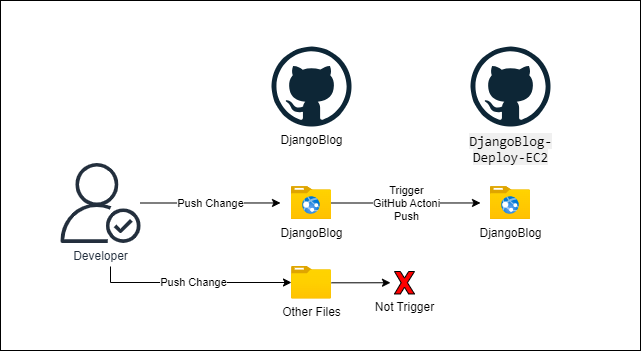 DjangoBlog
DjangoBlog-
Deploy-EC2
Push Change
Trigger
GitHub Actoni
Push
DjangoBlog
DjangoBlog
Developer
Push Change
Other Files
Not Trigger